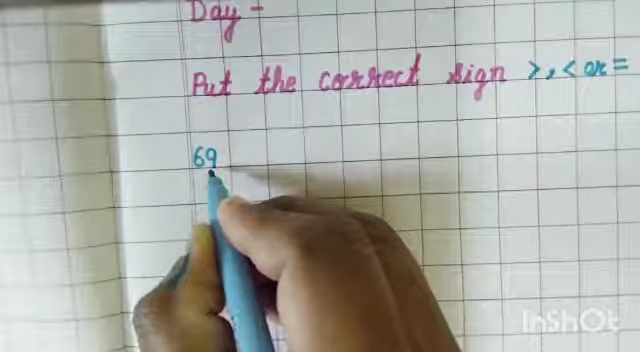 Day -
Put the correct sign >, < or =
69
InShOt